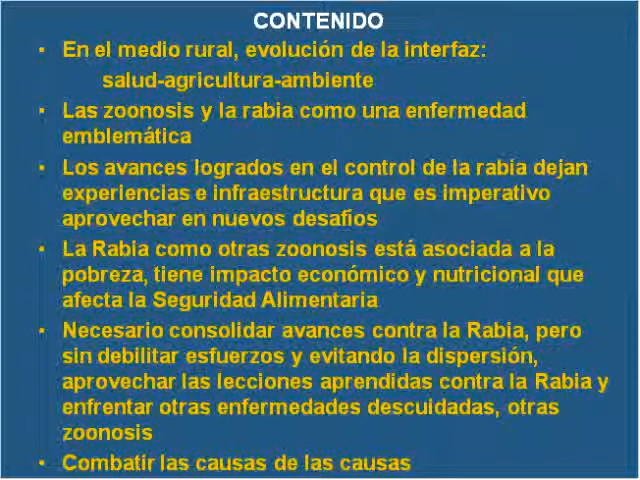 CONTENIDO
• En el medio rural, evolución de la interfaz:
salud-agricultura-ambiente
• Las zoonosis y la rabia como una enfermedad
emblemática
• Los avances logrados en el control de la rabia dejan
experiencias e infraestructura que es imperativo
aprovechar en nuevos desafios
• La Rabia como otras zoonosis está asociada a la
pobreza, tiene impacto económico y nutricional que
afecta la Seguridad Alimentaria
• Necesario consolidar avances contra la Rabia, pero
sin debilitar esfuerzos y evitando la dispersión,
aprovechar las lecciones aprendidas contra la Rabia y
enfrentar otras enfermedades descuidadas, otras
zoonosis
• Combatir las causas de las causas